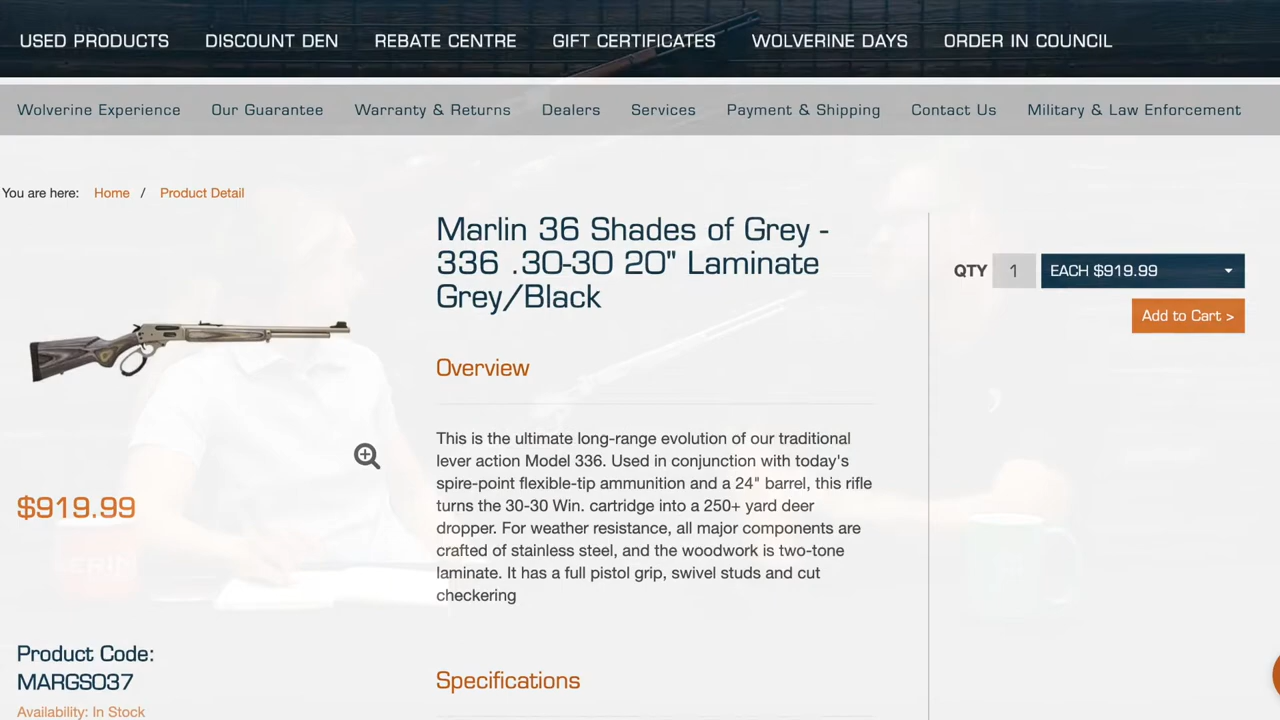 USED PRODUCTS DISCOUNT DEN REBATE CENTRE GIFT CERTIFICATES WOLVERINE DAYS ORDER IN COUNCIL
Wolverine Experience Our Guarantee Warranty & Returns Dealers Services Payment & Shipping Contact Us Military & Law Enforcement
You are here: Home / Product Detail
Marlin 36 Shades of Grey -
336 .30-30 20" Laminate
Grey/Black
QTY 1 EACH $919.99
Add to Cart >
Overview
This is the ultimate long-range evolution of our traditional
lever action Model 336. Used in conjunction with today's
spire-point flexible-tip ammunition and a 24" barrel, this rifle
turns the 30-30 Win. cartridge into a 250+ yard deer
dropper. For weather resistance, all major components are
crafted of stainless steel, and the woodwork is two-tone
laminate. It has a full pistol grip, swivel studs and cut
checkering
$919.99
Product Code:
MARGSO37
Availability: In Stock
Specifications